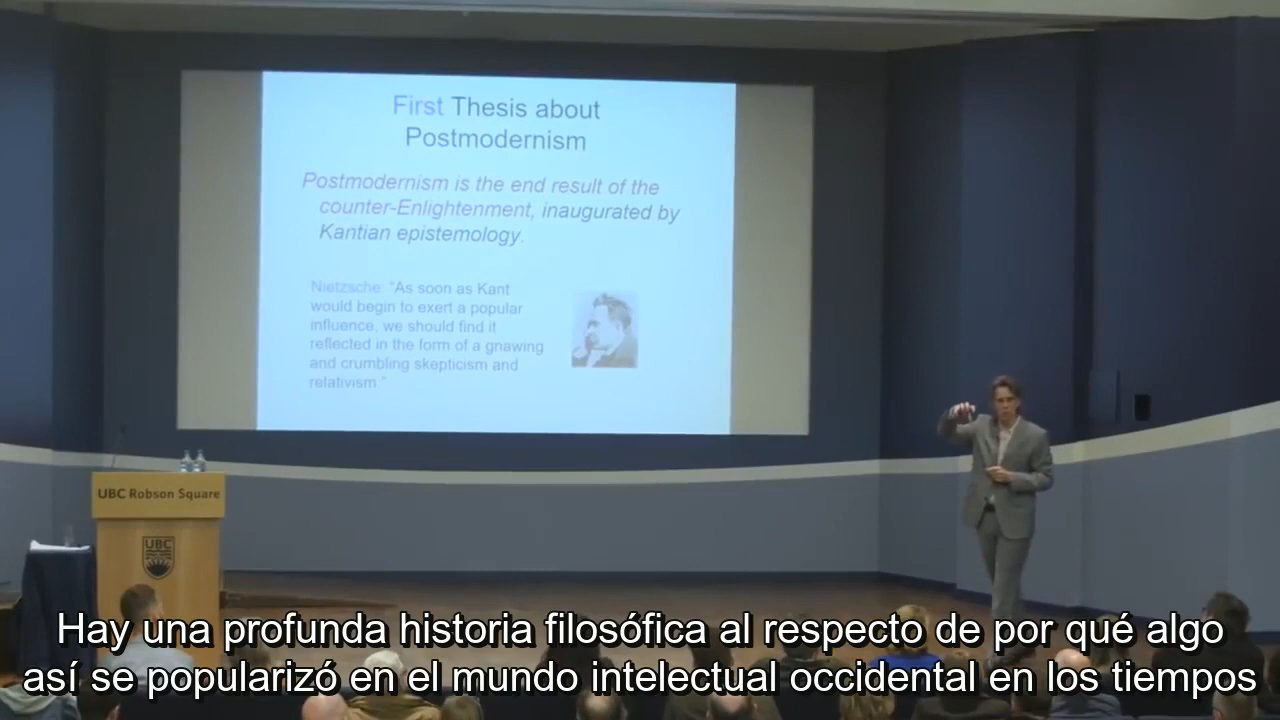 First Thesis about
Postmodernism
Postmodernism is the end result of the
counter-Enlightenment, inaugurated by
Kantian epistemology.
Nietzsche: "As soon as Kant
would begin to exert a popular
influence, we should find it
reflected in the form of a gnawing
and crumbling skepticism and
relativism."
UBC Robson Square
UBC
Hay una profunda historia filosófica al respecto de por qué algo
así se popularizó en el mundo intelectual occidental en los tiempos